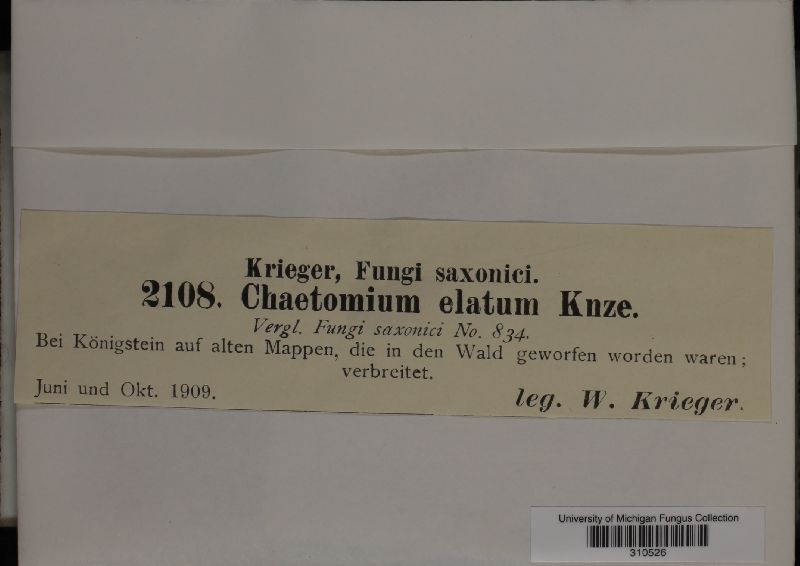 Krieger, Fungi saxonici.
2108. Chaetomium elatum Knze.
Vergl. Fungi saxonici No. 834.
Bei Königstein auf alten Mappen, die in den Wald geworfen worden waren;
verbreitet.
Juni und Okt. 1909.
leg. W. Krieger.
University of Michigan Fungus Collection
310526